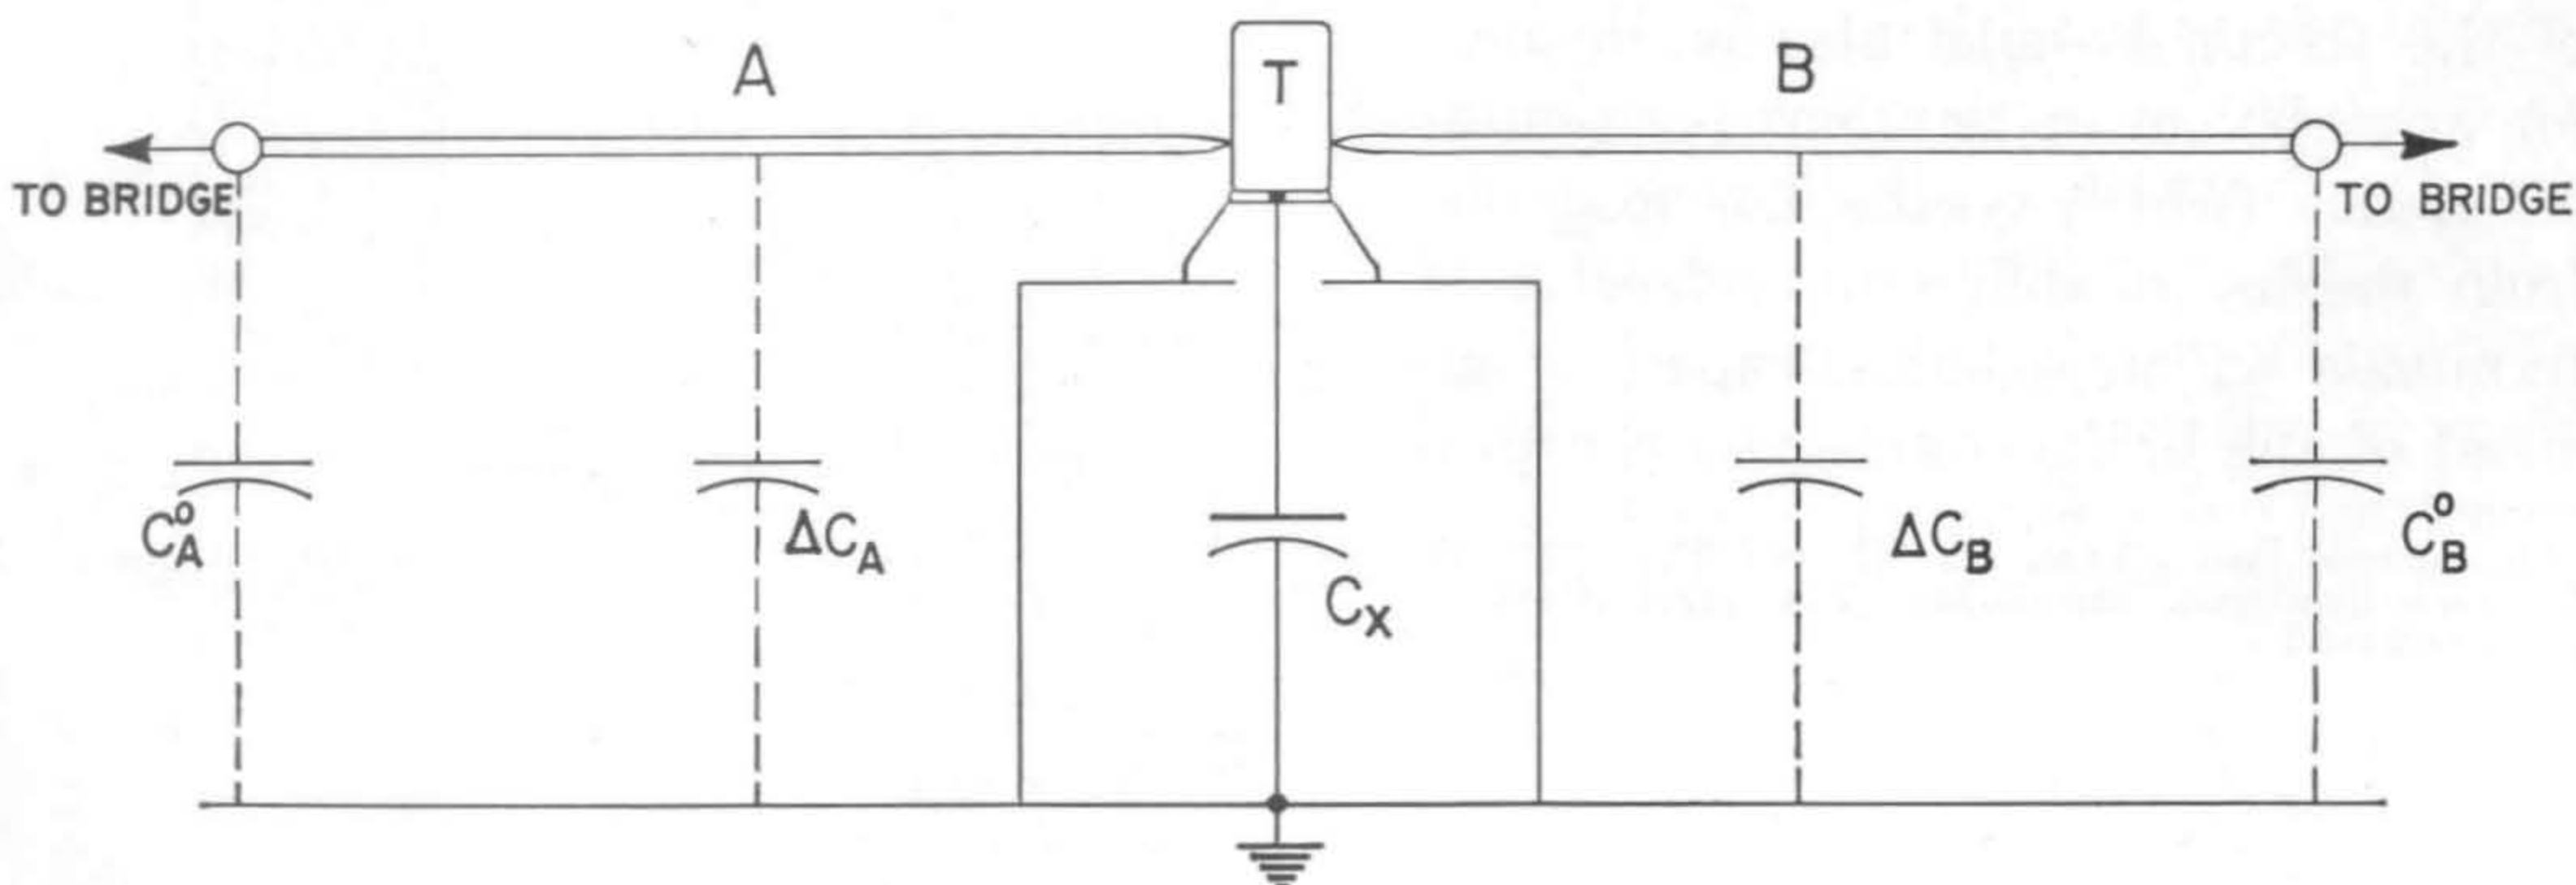 A
T
B
TO BRIDGE
TO BRIDGE
C°A
ΔCA
CX
ΔCB
C°B